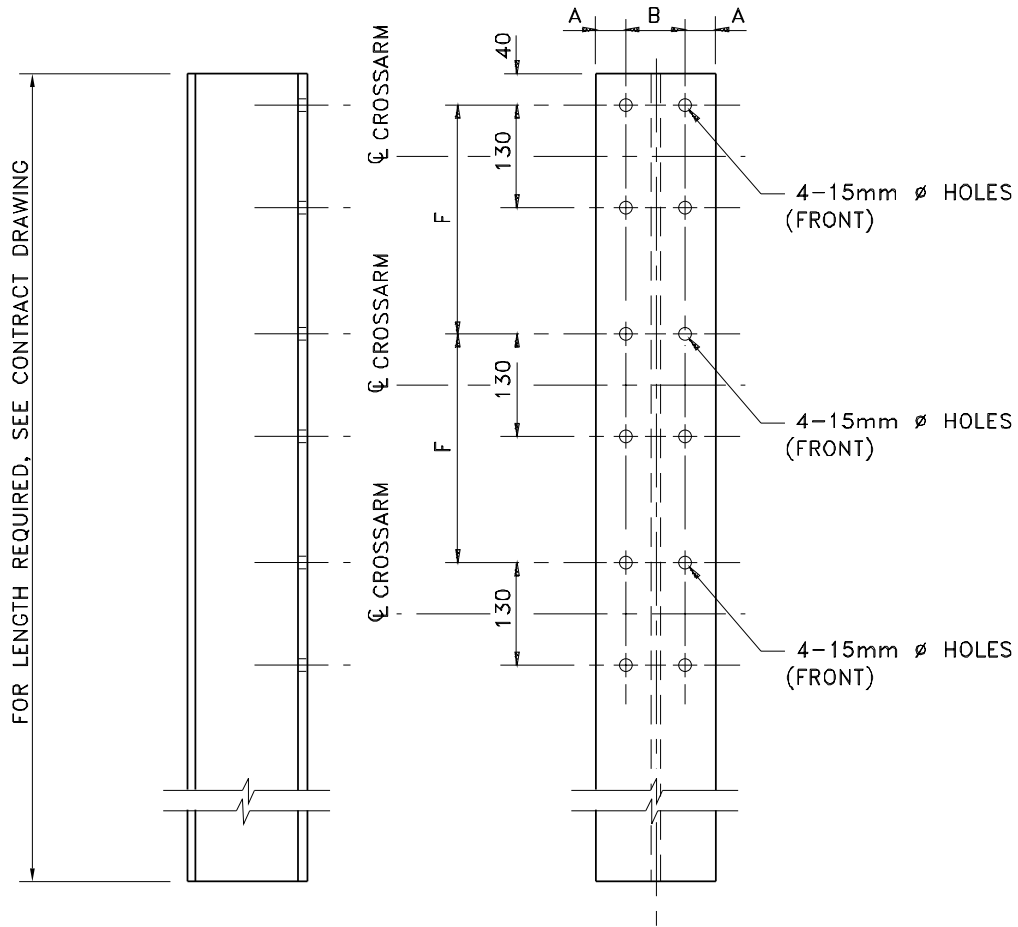 A B A
40
℄ CROSSARM
130
4-15mm ø HOLES
(FRONT)
F
FOR LENGTH REQUIRED, SEE CONTRACT DRAWING
℄ CROSSARM
130
4-15mm ø HOLES
(FRONT)
F
℄ CROSSARM
130
4-15mm ø HOLES
(FRONT)